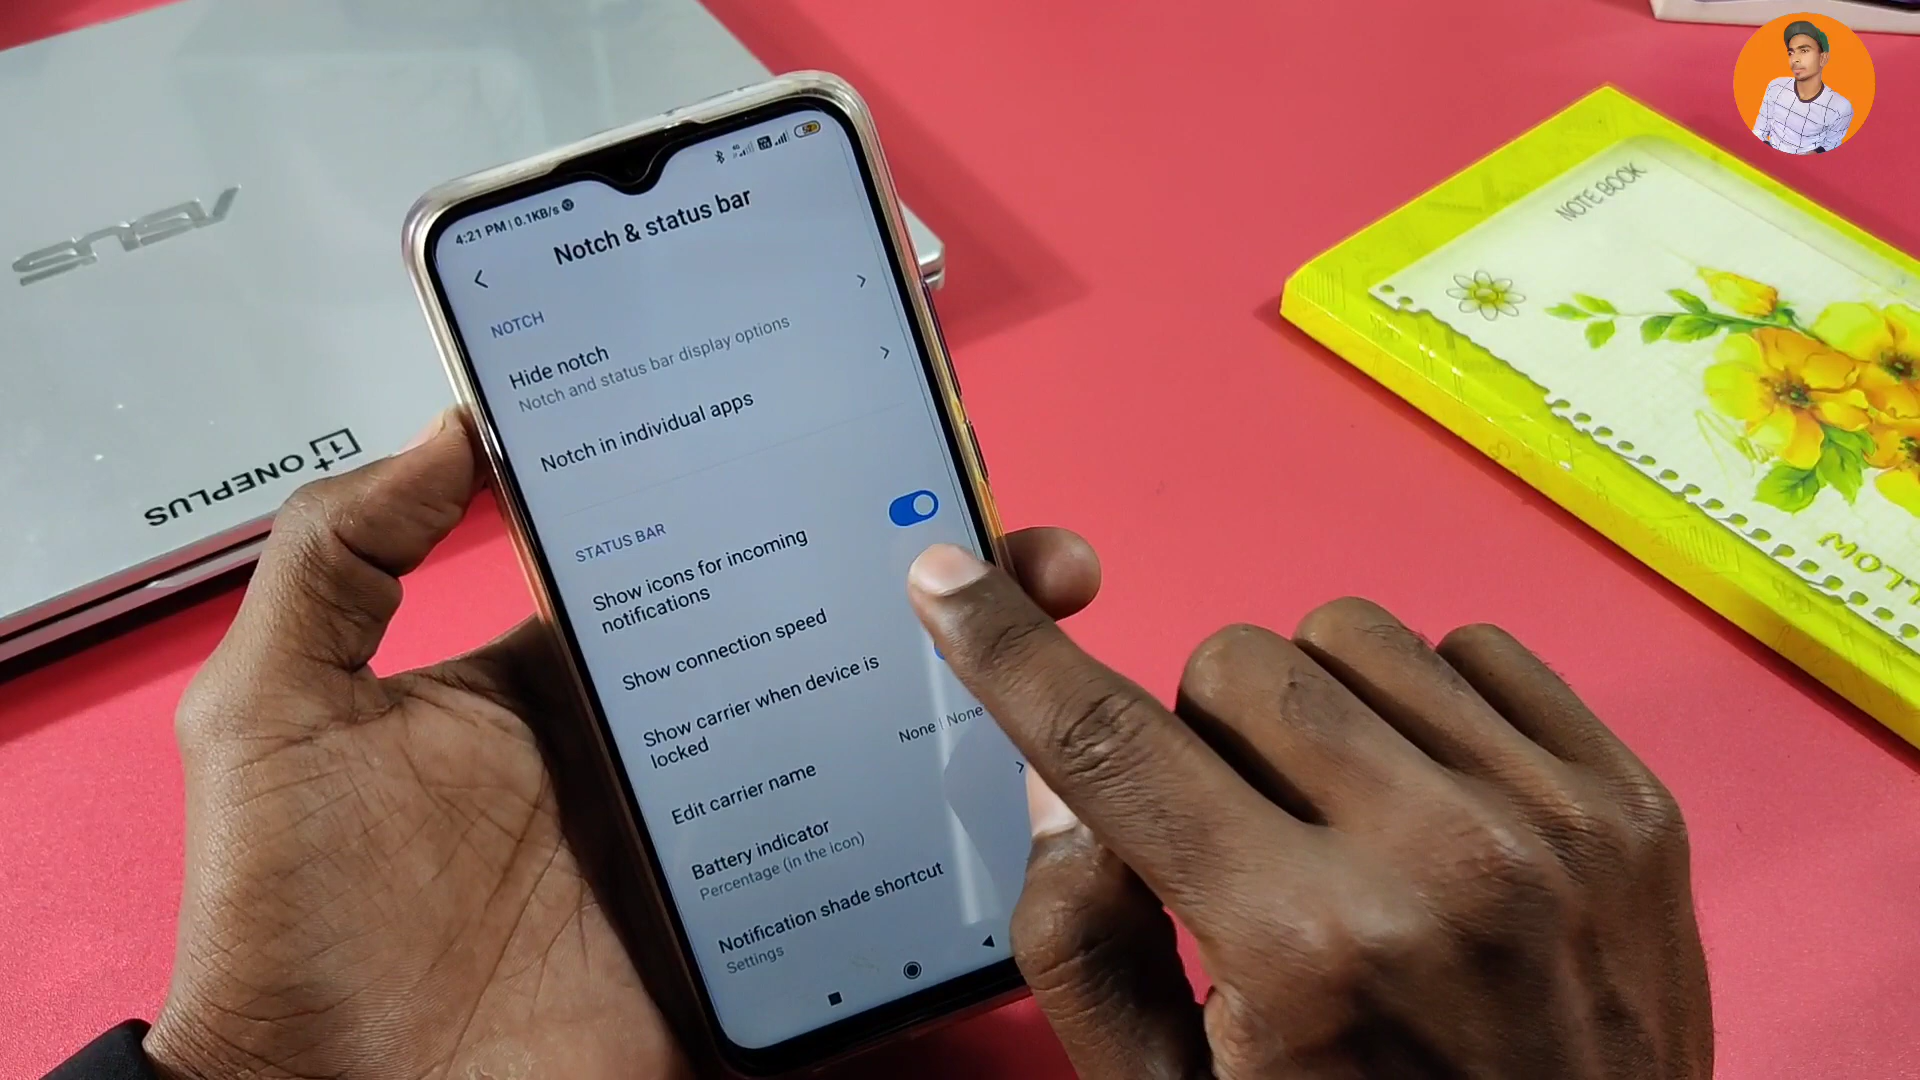 ASUS
ONEPLUS
4:21 PM | 0.1KB/s
52
Notch & status bar
NOTCH
Hide notch
Notch and status bar display options
Notch in individual apps
STATUS BAR
Show icons for incoming
notifications
Show connection speed
Show carrier when device is
locked
Edit carrier name
None | None
Battery indicator
Percentage (in the icon)
Notification shade shortcut
Settings
NOTE BOOK